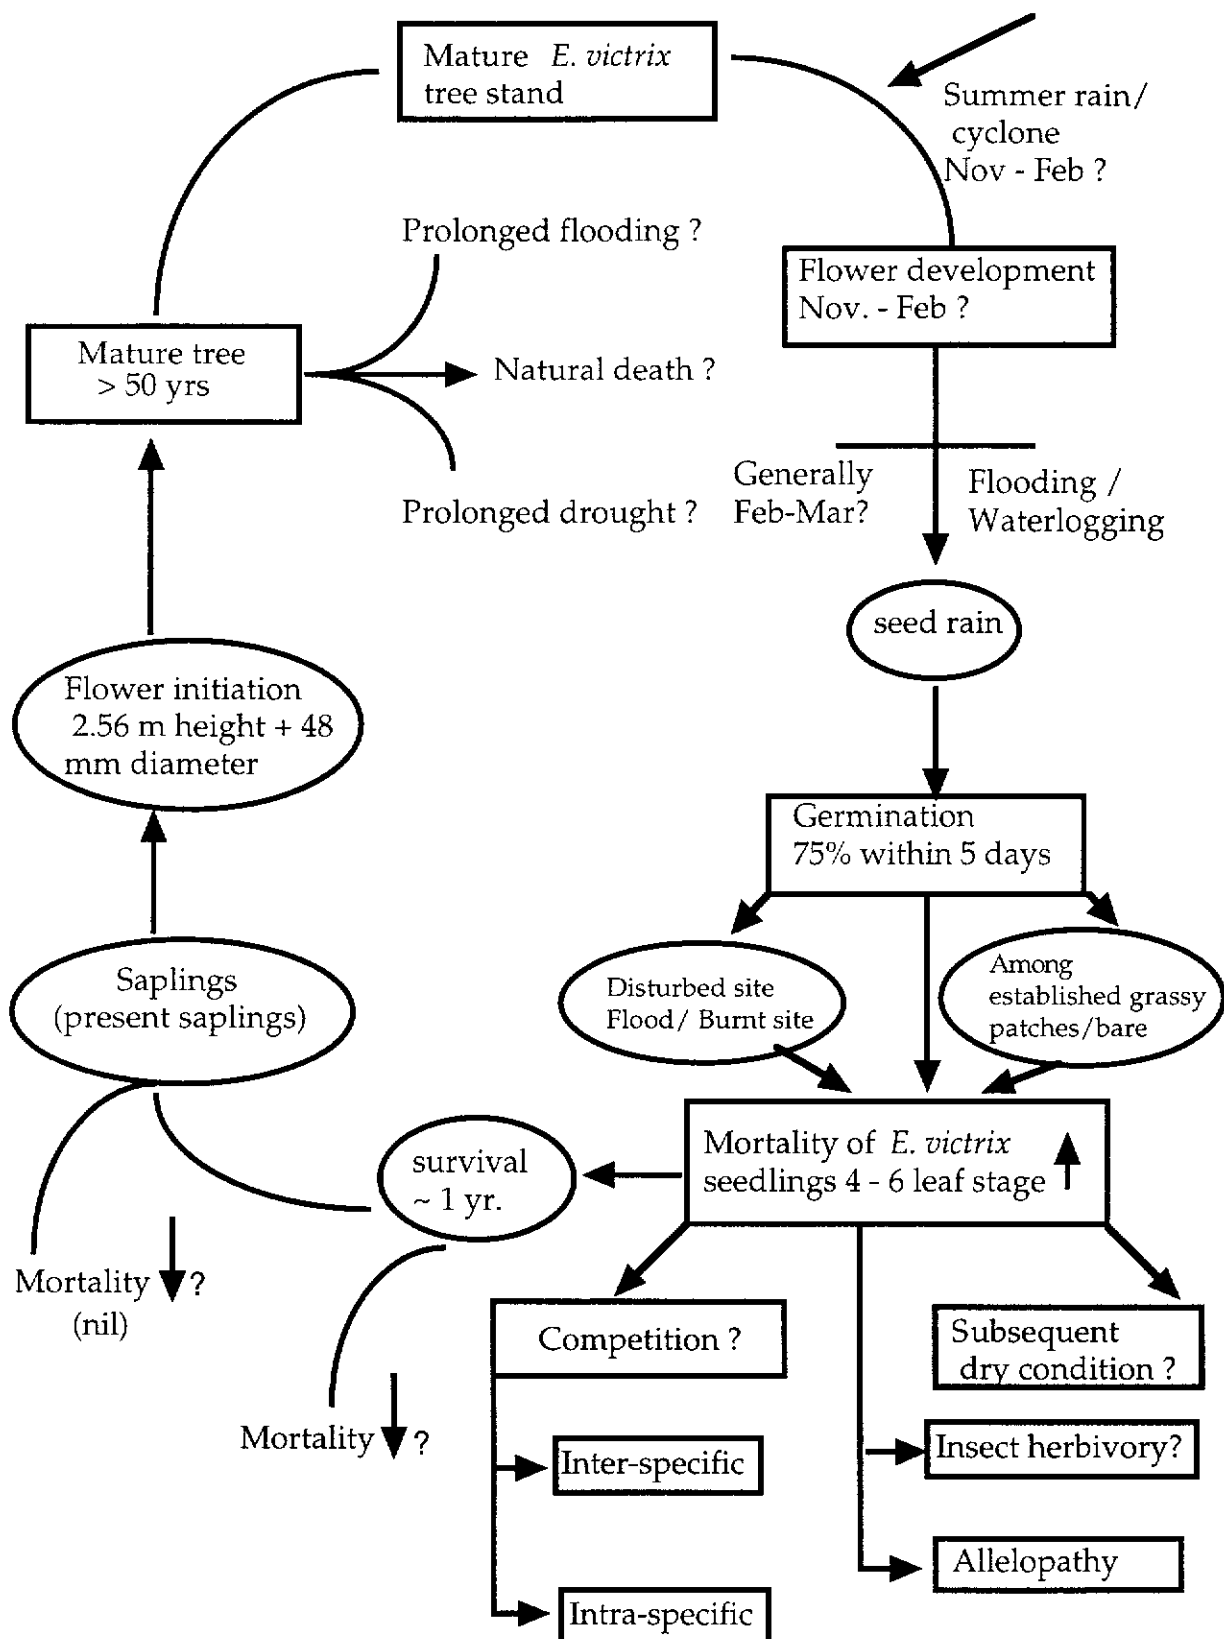 Mature E. victrix
tree stand
Summer rain/
cyclone
Nov - Feb ?
Prolonged flooding ?
Flower development
Nov. - Feb ?
Mature tree
> 50 yrs
Natural death ?
Prolonged drought ?
Generally
Feb-Mar?
Flooding /
Waterlogging
seed rain
Flower initiation
2.56 m height + 48
mm diameter
Germination
75% within 5 days
Saplings
(present saplings)
Disturbed site
Flood/ Burnt site
Among
established grassy
patches/bare
survival
~ 1 yr.
Mortality of E. victrix
seedlings 4 - 6 leaf stage
Mortality ?
(nil)
Competition ?
Subsequent
dry condition ?
Mortality ?
Inter-specific
Insect herbivory?
Allelopathy
Intra-specific